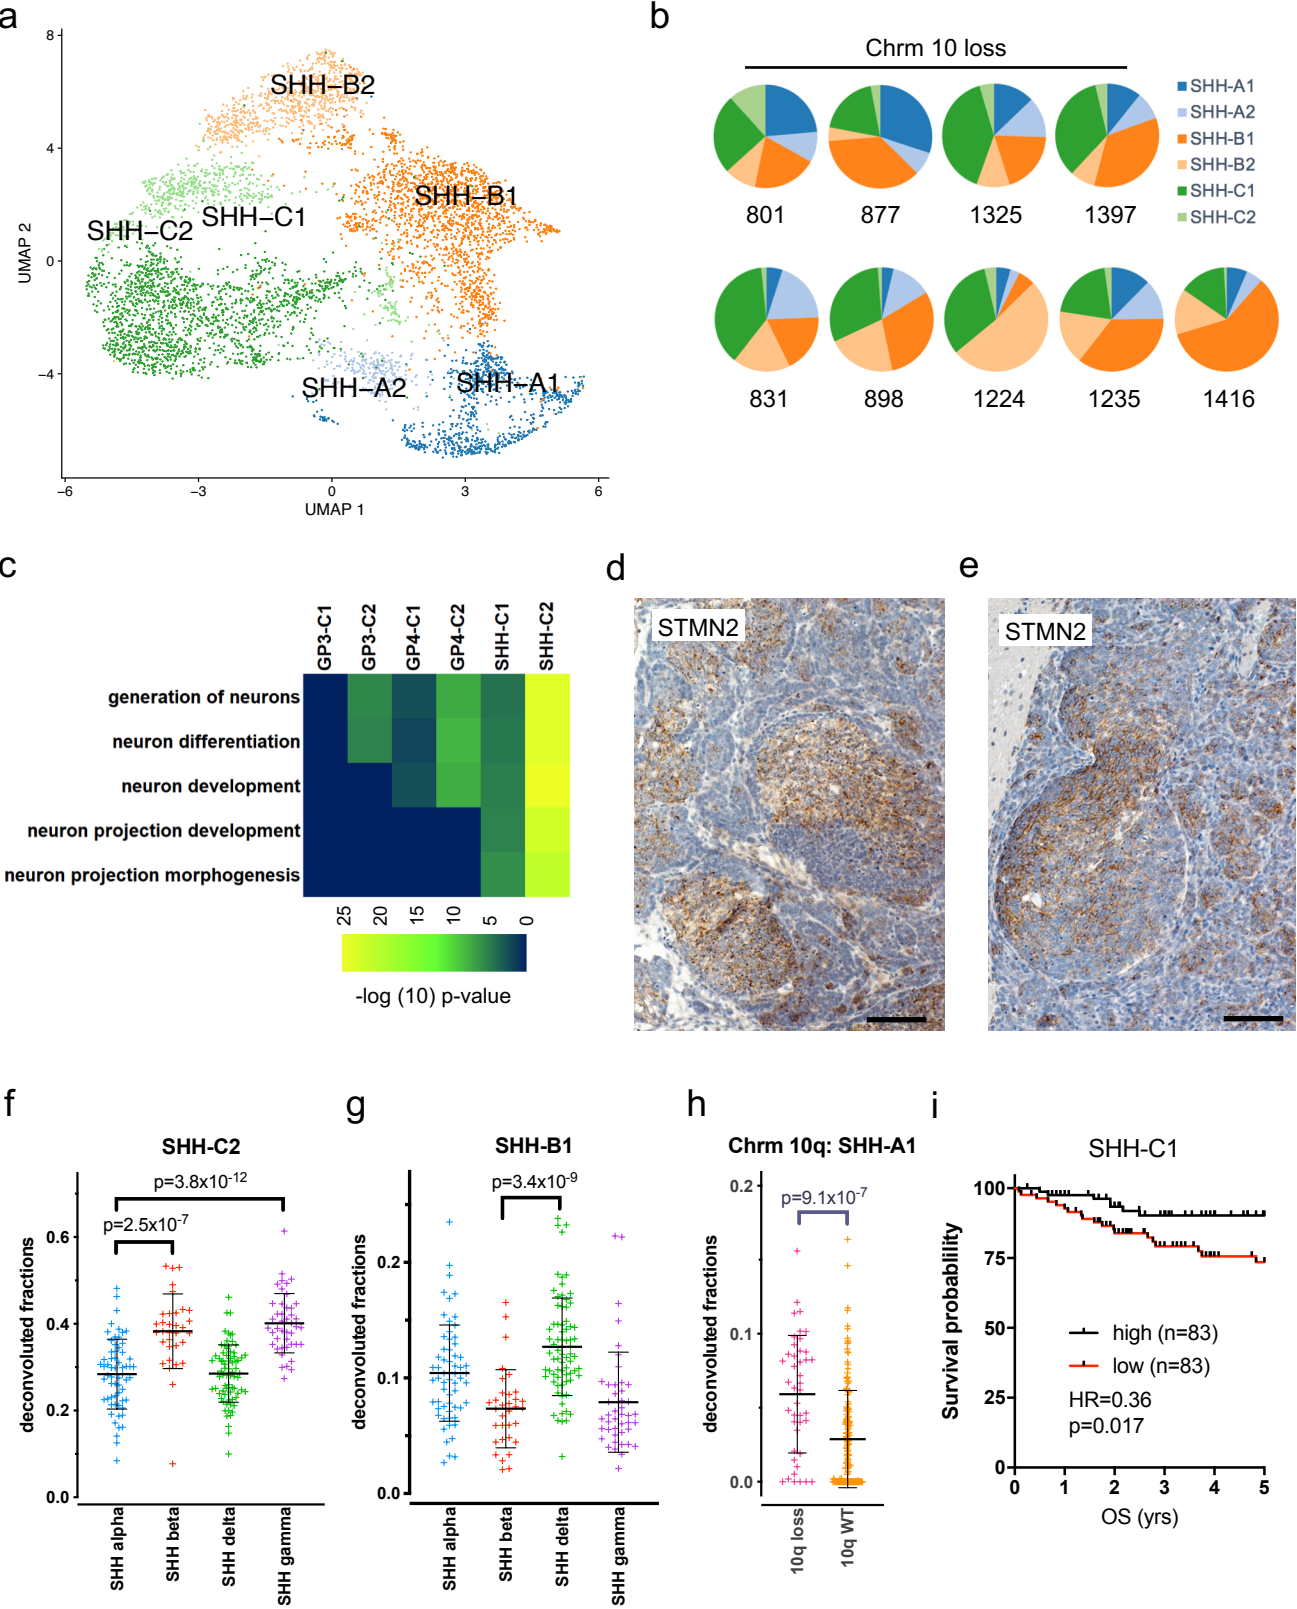 a
8
4
0
−4
UMAP 2
−6
−3
0
3
6
UMAP 1
SHH−B2
SHH−B1
SHH−C1
SHH−C2
SHH−A2
SHH−A1
b
Chrm 10 loss
801
877
1325
1397
831
898
1224
1235
1416
SHH-A1
SHH-A2
SHH-B1
SHH-B2
SHH-C1
SHH-C2
c
GP3-C1
GP3-C2
GP4-C1
GP4-C2
SHH-C1
SHH-C2
generation of neurons
neuron differentiation
neuron development
neuron projection development
neuron projection morphogenesis
25
20
15
10
5
0
-log (10) p-value
d
STMN2
e
STMN2
f
SHH-C2
p=3.8x10-12
p=2.5x10-7
deconvoluted fractions
0.6
0.4
0.2
0.0
SHH alpha
SHH beta
SHH delta
SHH gamma
g
SHH-B1
p=3.4x10-9
deconvoluted fractions
0.2
0.1
0.0
SHH alpha
SHH beta
SHH delta
SHH gamma
h
Chrm 10q: SHH-A1
p=9.1x10-7
deconvoluted fractions
0.2
0.1
0.0
10q loss
10q WT
i
SHH-C1
Survival probability
100
75
50
25
0
high (n=83)
low (n=83)
HR=0.36
p=0.017
0
1
2
3
4
5
OS (yrs)